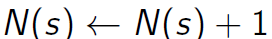 N(s) ← N(s) + 1